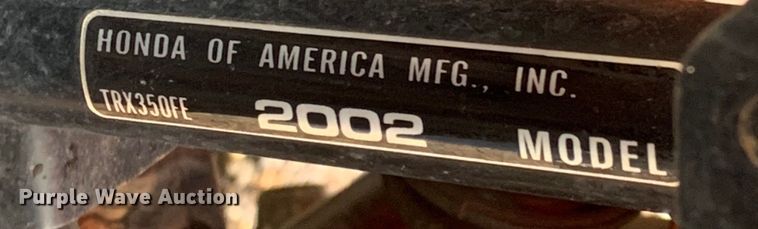 HONDA OF AMERICA MFG., INC.
TRX350FE 2002 MODEL
Purple Wave Auction